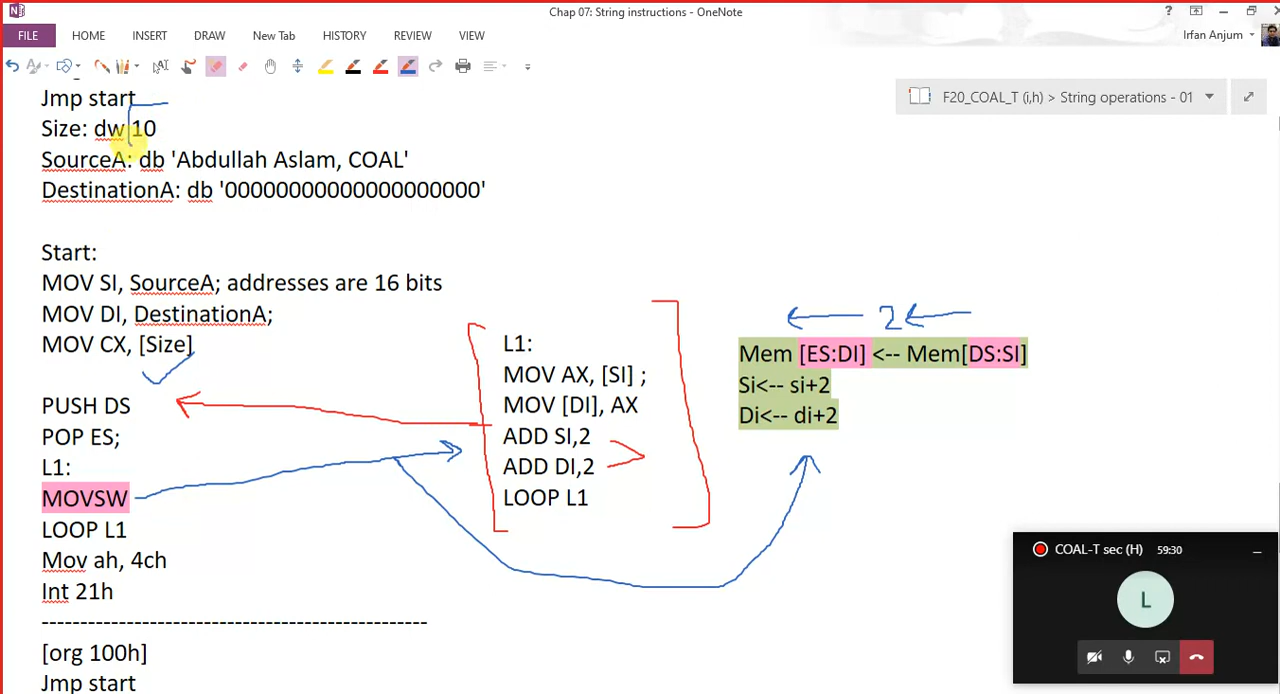 Chap 07: String instructions - OneNote
?
FILE HOME INSERT DRAW New Tab HISTORY REVIEW VIEW
Irfan Anjum
F20_COAL_T (i,h) > String operations - 01
Jmp start
Size: dw 10
SourceA: db 'Abdullah Aslam, COAL'
DestinationA: db '00000000000000000000'
Start:
MOV SI, SourceA; addresses are 16 bits
MOV DI, DestinationA;
MOV CX, [Size]
PUSH DS
POP ES;
L1:
MOVSW
LOOP L1
Mov ah, 4ch
Int 21h
------------------------------------------------
[org 100h]
Jmp start
L1:
MOV AX, [SI] ;
MOV [DI], AX
ADD SI,2
ADD DI,2
LOOP L1
2
Mem [ES:DI] <-- Mem[DS:SI]
Si<-- si+2
Di<-- di+2
COAL-T sec (H) 59:30
L